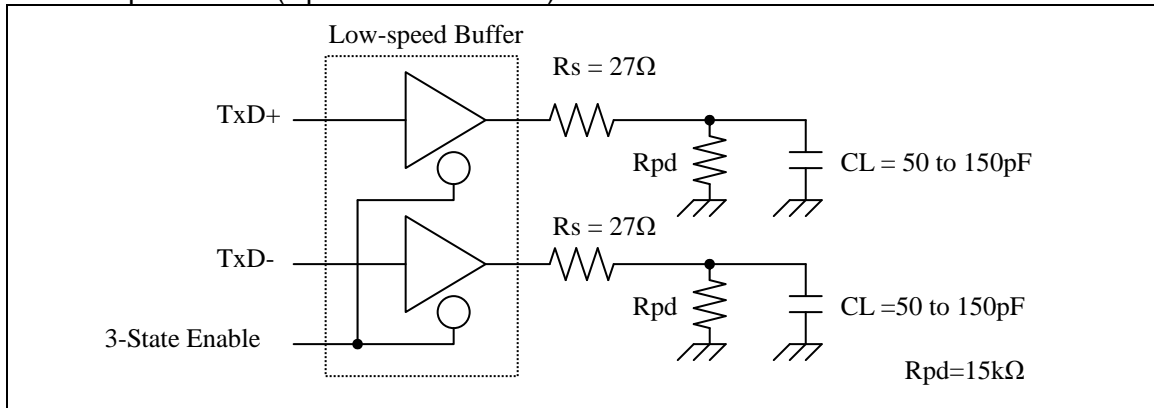 Low-speed Buffer
Rs = 27Ω
TxD+
Rpd
CL = 50 to 150pF
Rs = 27Ω
TxD-
Rpd
CL =50 to 150pF
3-State Enable
Rpd=15kΩ